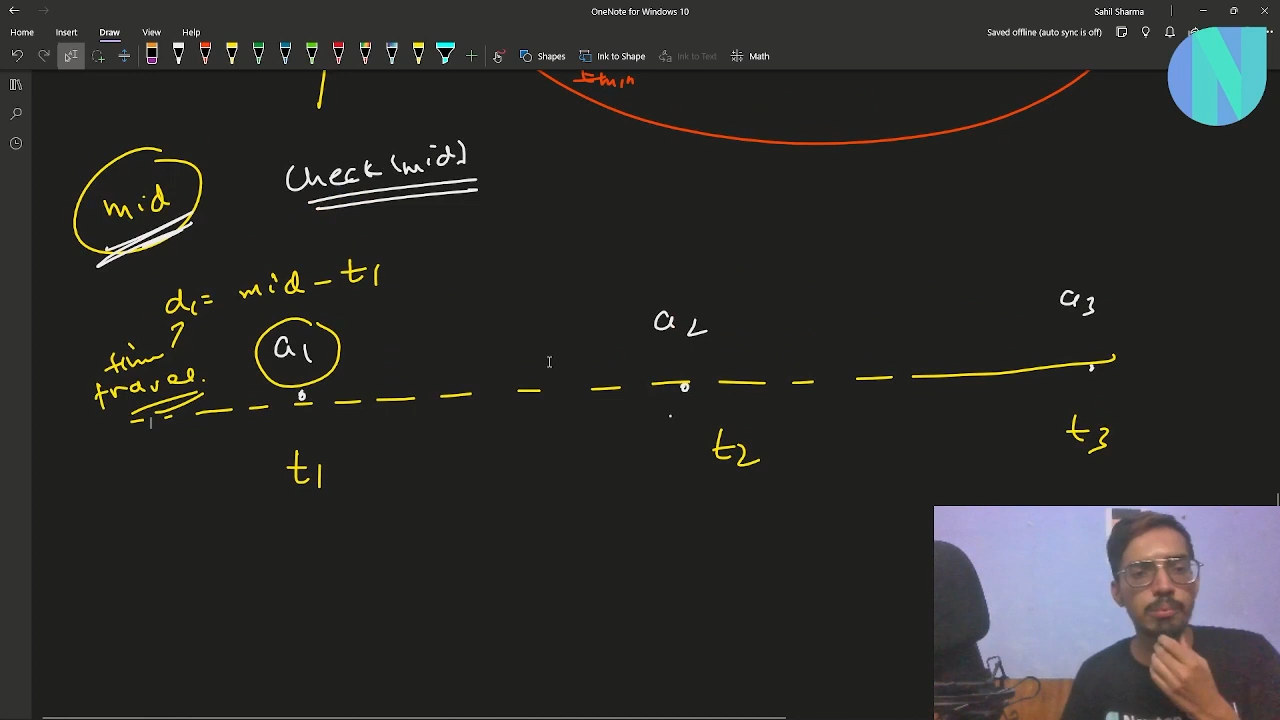 OneNote for Windows 10
Sahil Sharma
Home Insert Draw View Help
Saved offline (auto sync is off)
Shapes Ink to Shape Ink to Text Math
tmin
mid
Check(mid)
d1 = mid - t1
time travel.
a1
a2
a3
t1
t2
t3